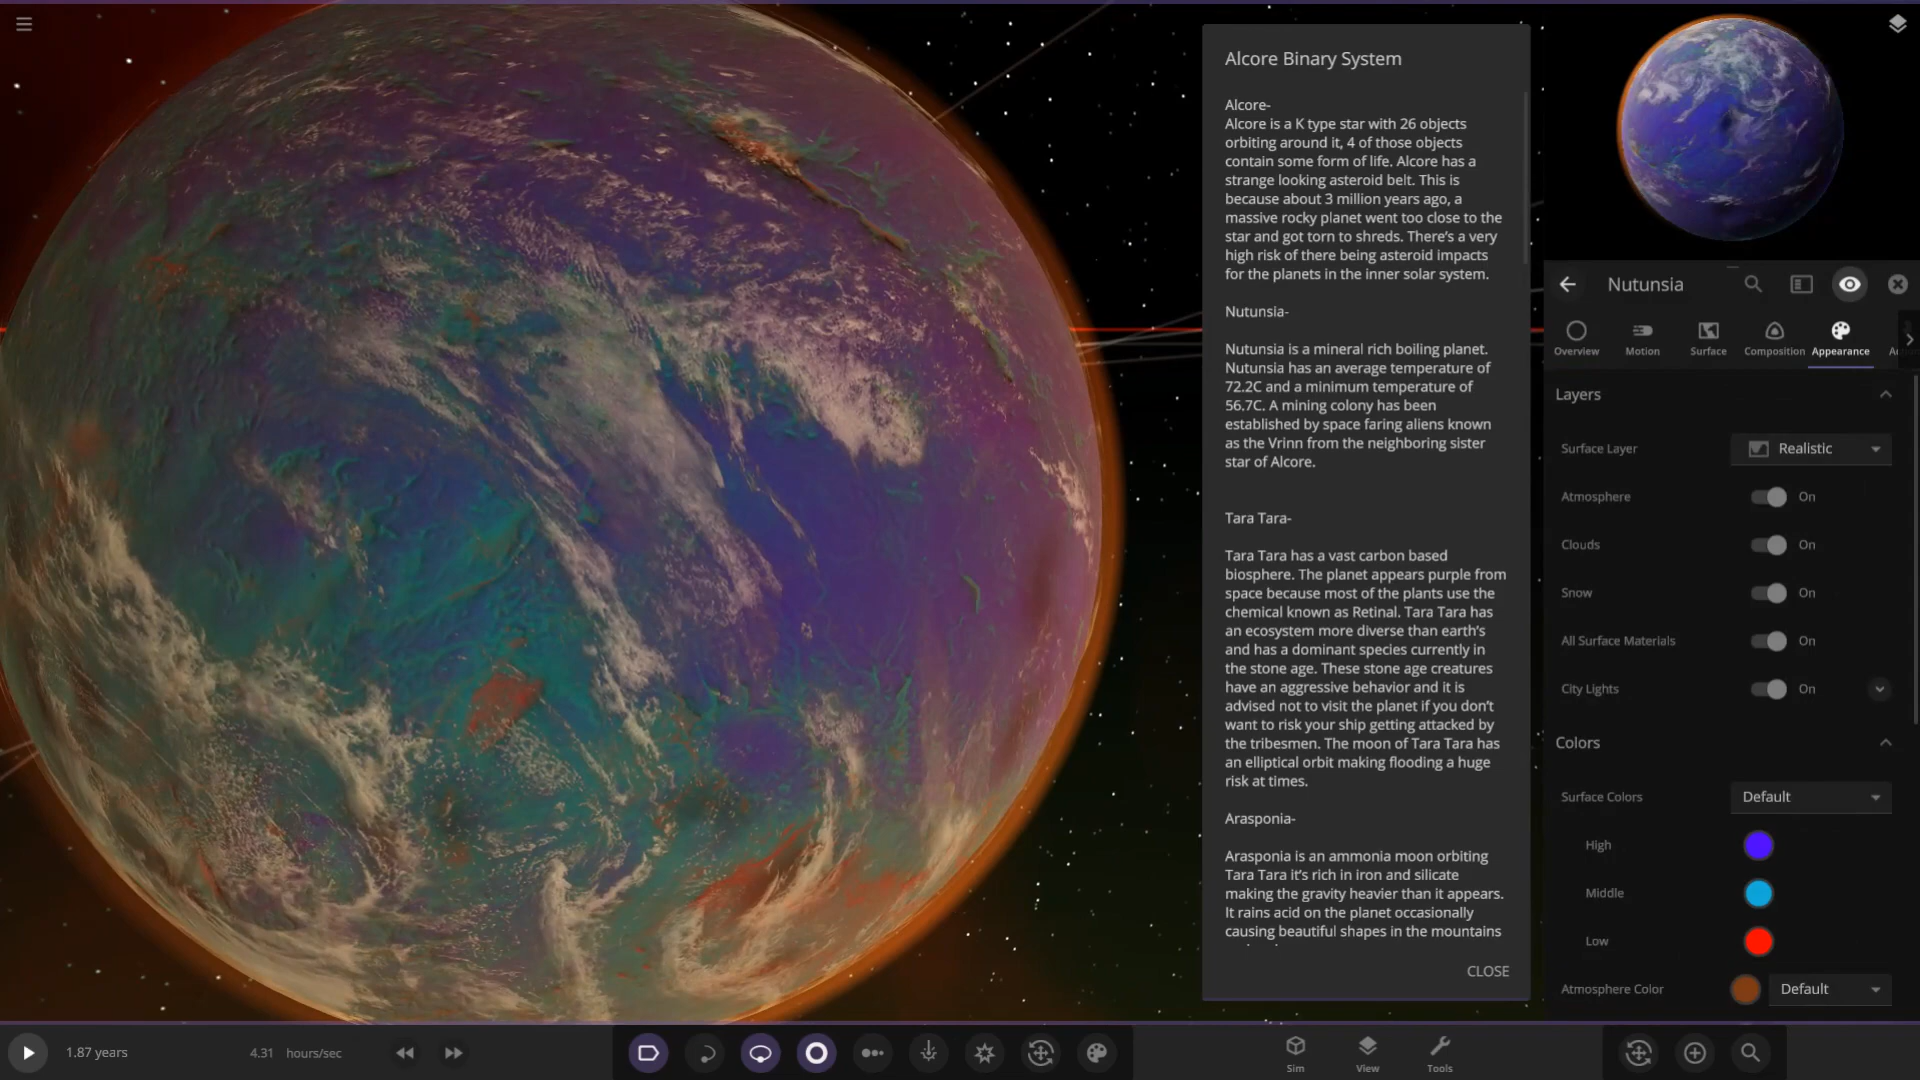 Alcore Binary System
Alcore-
Alcore is a K type star with 26 objects
orbiting around it, 4 of those objects
contain some form of life. Alcore has a
strange looking asteroid belt. This is
because about 3 million years ago, a
massive rocky planet went too close to the
star and got torn to shreds. There's a very
high risk of there being asteroid impacts
for the planets in the inner solar system.
Nutunsia-
Nutunsia is a mineral rich boiling planet.
Nutunsia has an average temperature of
72.2C and a minimum temperature of
56.7C. A mining colony has been
established by space faring aliens known
as the Vrinn from the neighboring sister
star of Alcore.
Tara Tara-
Tara Tara has a vast carbon based
biosphere. The planet appears purple from
space because most of the plants use the
chemical known as Retinal. Tara Tara has
an ecosystem more diverse than earth's
and has a dominant species currently in
the stone age. These stone age creatures
have an aggressive behavior and it is
advised not to visit the planet if you don't
want to risk your ship getting attacked by
the tribesmen. The moon of Tara Tara has
an elliptical orbit making flooding a huge
risk at times.
Arasponia-
Arasponia is an ammonia moon orbiting
Tara Tara it's rich in iron and silicate
making the gravity heavier than it appears.
It rains acid on the planet occasionally
causing beautiful shapes in the mountains
CLOSE
Nutunsia
Overview Motion Surface Composition Appearance
Layers
Surface Layer Realistic
Atmosphere On
Clouds On
Snow On
All Surface Materials On
City Lights On
Colors
Surface Colors Default
High
Middle
Low
Atmosphere Color Default
1.87 years 4.31 hours/sec
Sim View Tools